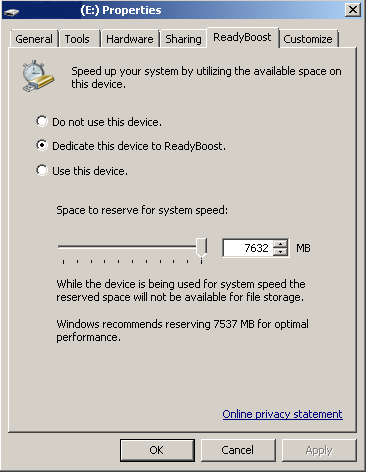 (E:) Properties
General Tools Hardware Sharing ReadyBoost Customize
Speed up your system by utilizing the available space on
this device.
Do not use this device.
Dedicate this device to ReadyBoost.
Use this device.
Space to reserve for system speed:
7632 MB
While the device is being used for system speed the
reserved space will not be available for file storage.
Windows recommends reserving 7537 MB for optimal
performance.
Online privacy statement
OK Cancel Apply